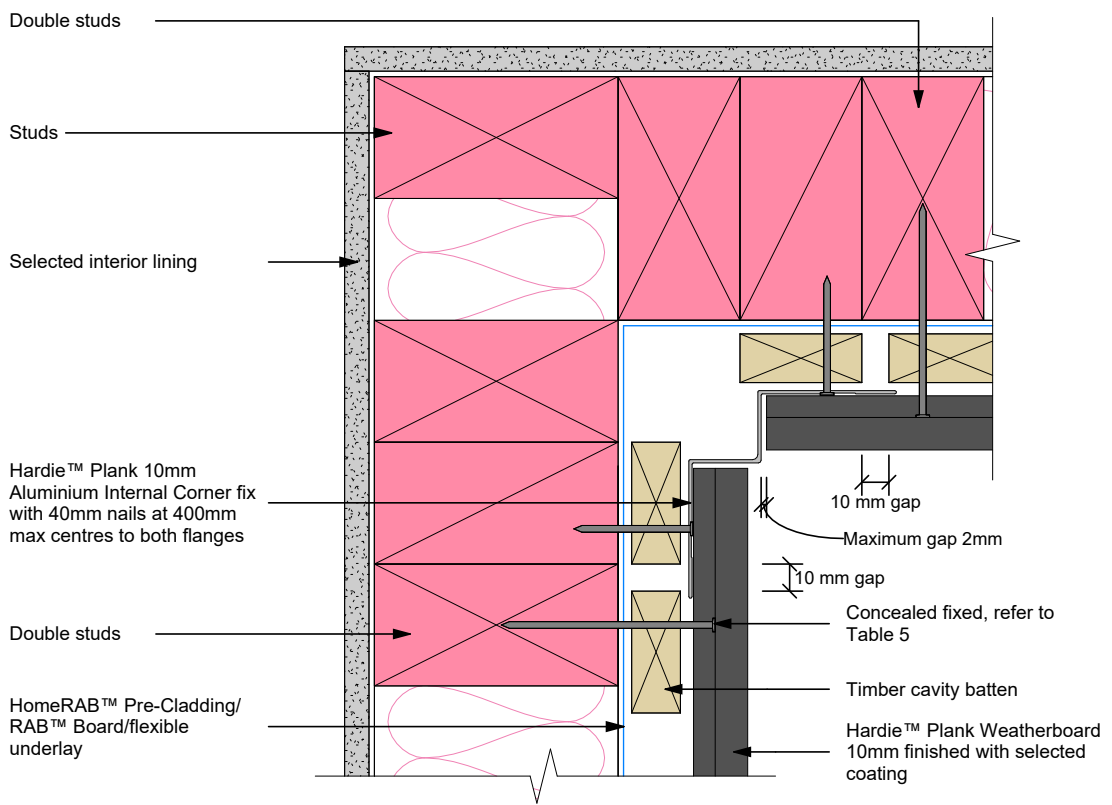 Double studs
Studs
Selected interior lining
Hardie™ Plank 10mm
Aluminium Internal Corner fix
with 40mm nails at 400mm
max centres to both flanges
Double studs
HomeRAB™ Pre-Cladding/
RAB™ Board/flexible
underlay
10 mm gap
Maximum gap 2mm
10 mm gap
Concealed fixed, refer to
Table 5
Timber cavity batten
Hardie™ Plank Weatherboard
10mm finished with selected
coating